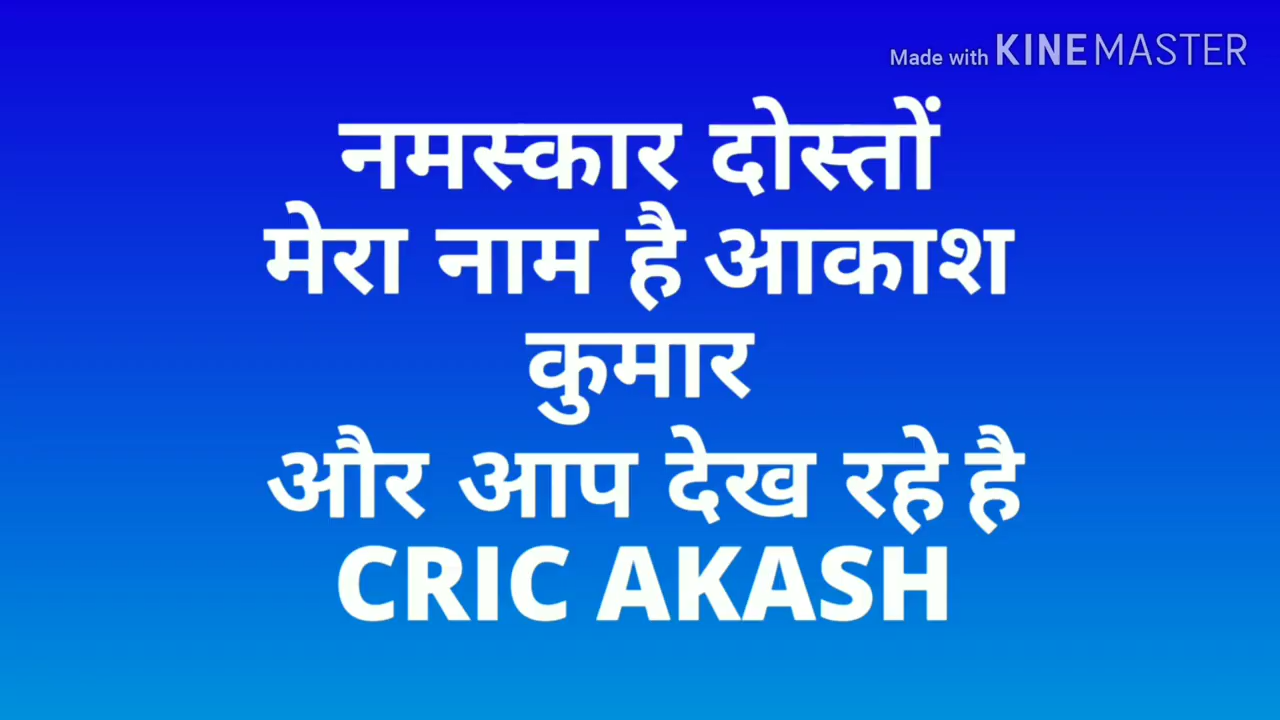 Made with KINEMASTER
नमस्कार दोस्तों
मेरा नाम है आकाश
कुमार
और आप देख रहे है
CRIC AKASH